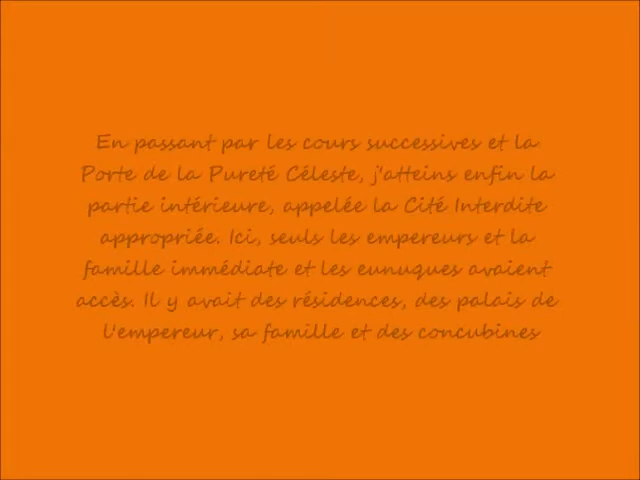 En passant par les cours successives et la
Porte de la Pureté Céleste, j'atteins enfin la
partie intérieure, appelée la Cité Interdite
appropriée. Ici, seuls les empereurs et la
famille immédiate et les eunuques avaient
accès. Il y avait des résidences, des palais de
l'empereur, sa famille et des concubines